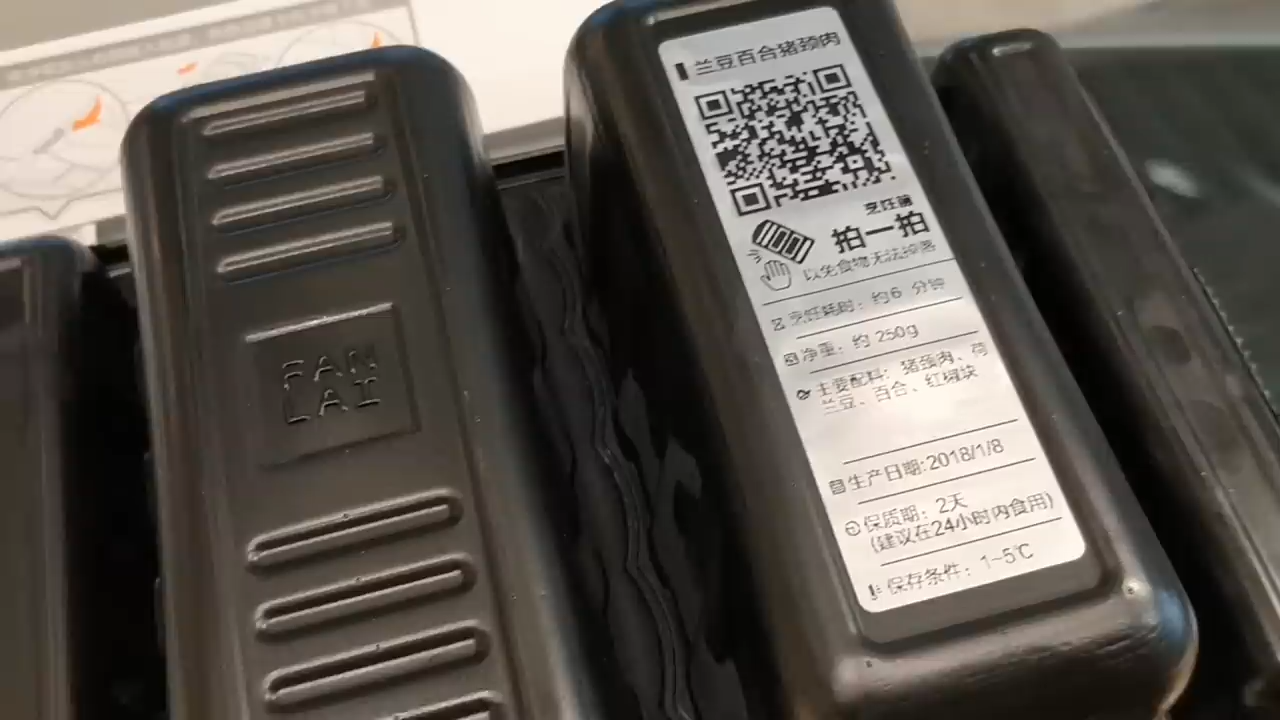 FAN
LAI
兰豆百合猪颈肉
烹饪前
拍一拍
以免食物无法掉落
烹饪耗时：约6 分钟
净重：约 250g
主要配料：猪颈肉、荷
兰豆、百合、红椒块
生产日期:2018/1/8
保质期：2天
(建议在24小时内食用)
保存条件：1~5℃